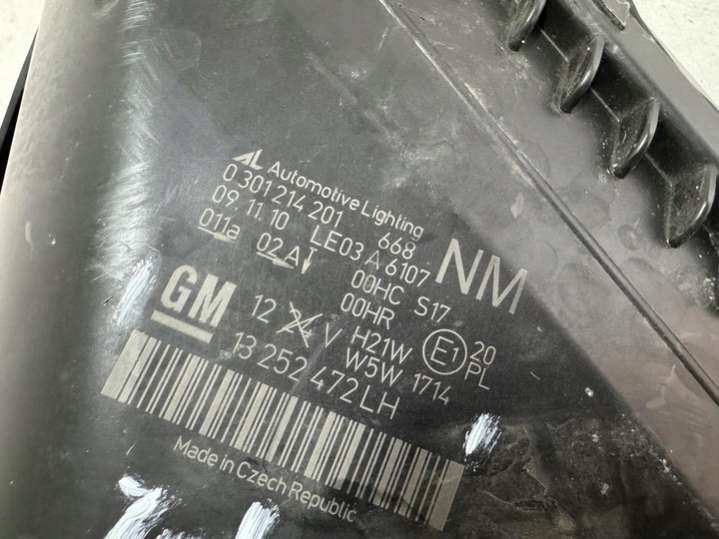 AL Automotive Lighting
0 301 214 201 668
09.11.10 LE03 A 6107 NM
011a 02A 00HC S17
00HR
GM 12 24 V H21W E1 20
W5W 1714 PL
13 252 472 LH
Made in Czech Republic